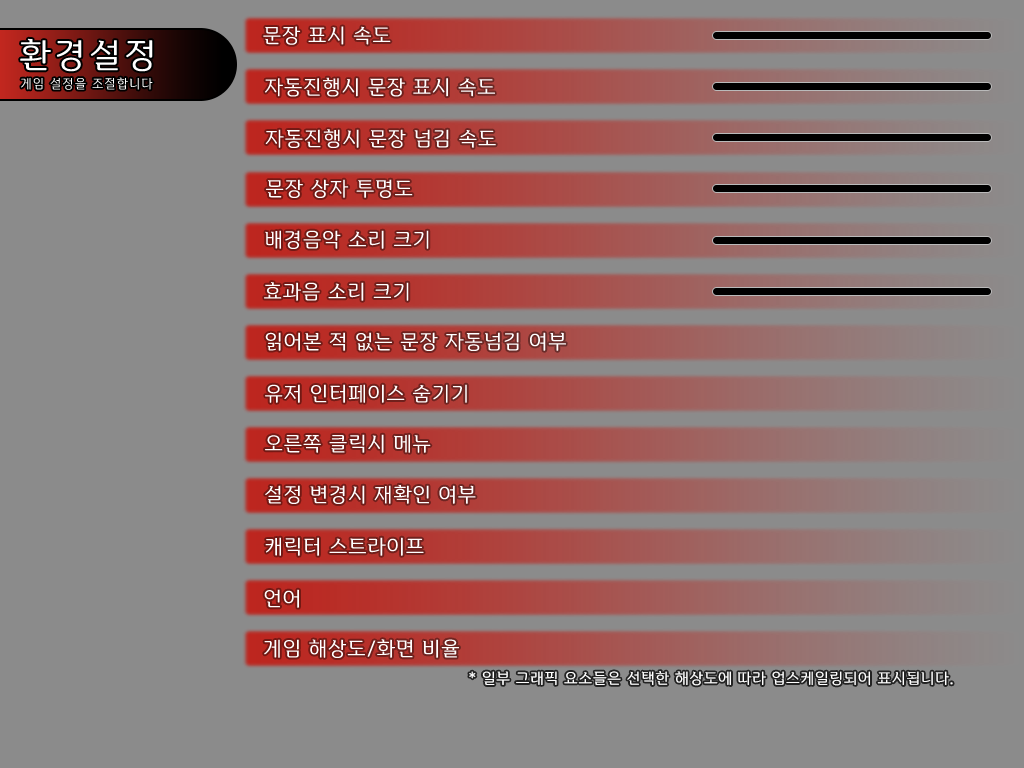 환경설정
게임 설정을 조절합니다
문장 표시 속도
자동진행시 문장 표시 속도
자동진행시 문장 넘김 속도
문장 상자 투명도
배경음악 소리 크기
효과음 소리 크기
읽어본 적 없는 문장 자동넘김 여부
유저 인터페이스 숨기기
오른쪽 클릭시 메뉴
설정 변경시 재확인 여부
캐릭터 스트라이프
언어
게임 해상도/화면 비율
* 일부 그래픽 요소들은 선택한 해상도에 따라 업스케일링되어 표시됩니다.